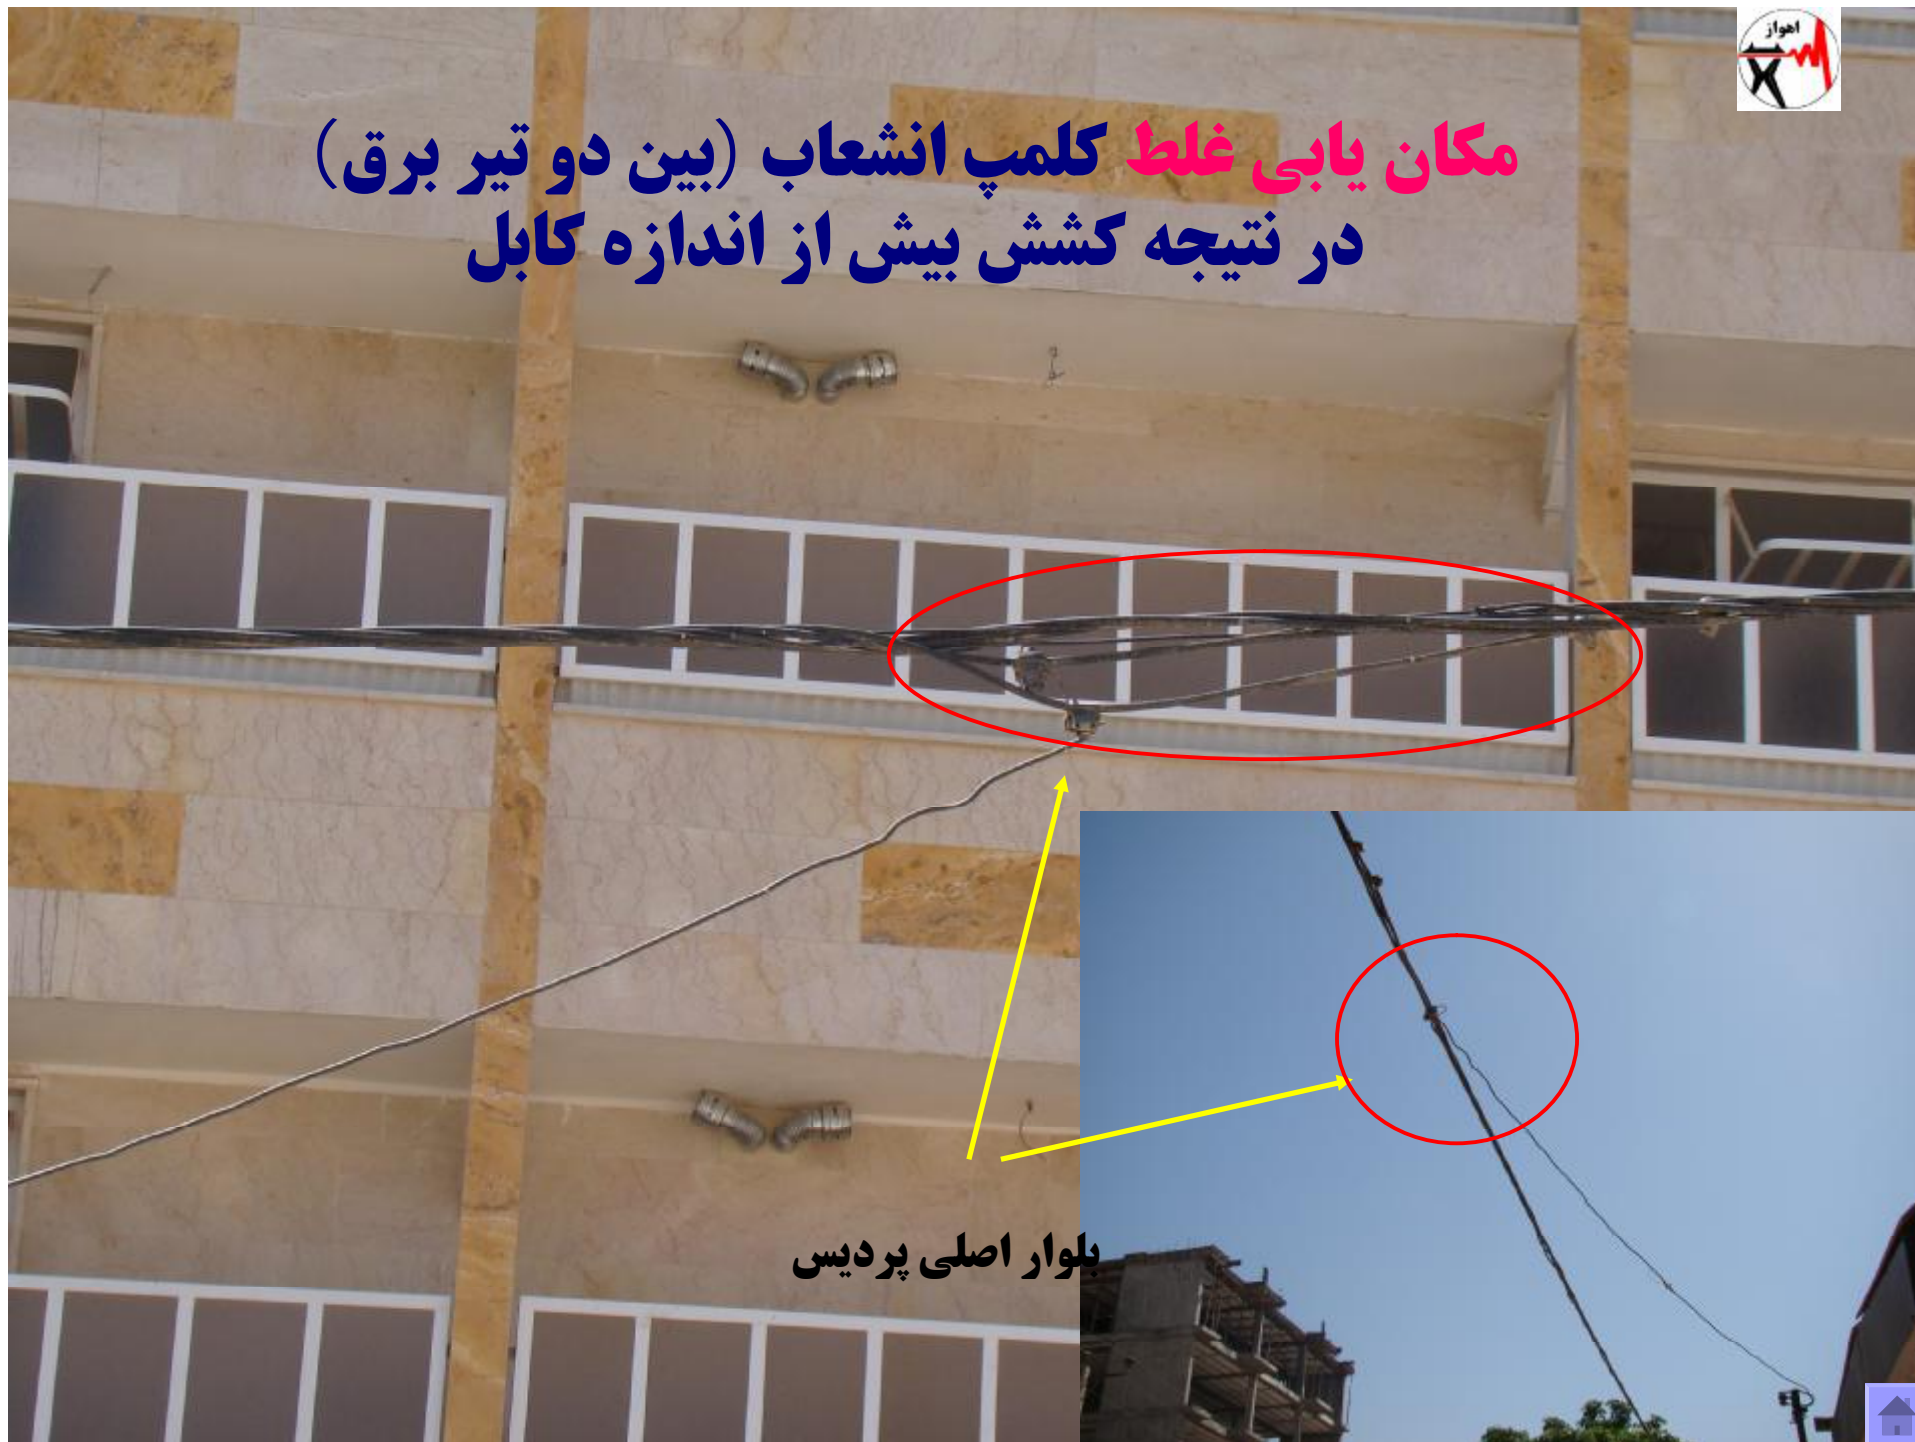 اهواز
مکان یابی غلط کلمپ انشعاب (بین دو تیر برق)
در نتیجه کشش بیش از اندازه کابل
بلوار اصلی پردیس